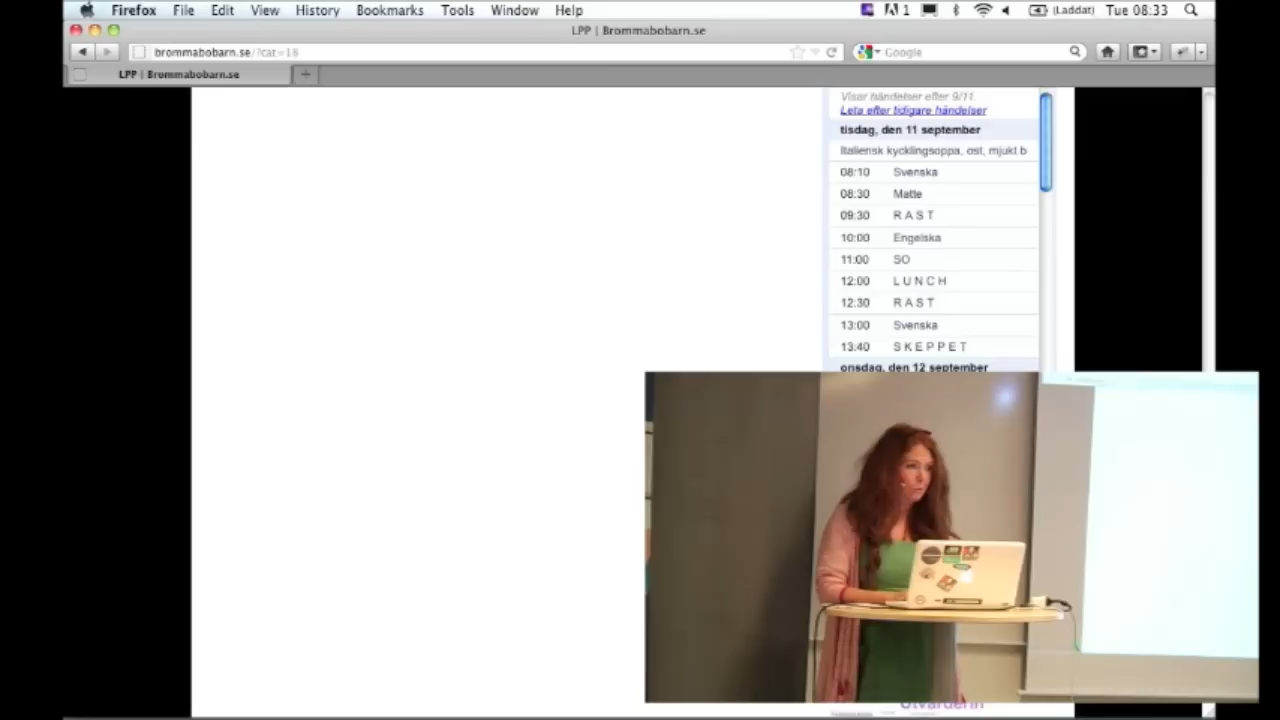 Firefox File Edit View History Bookmarks Tools Window Help 1 (Laddat) Tue 08:33
LPP | Brommabobarn.se
brommabobarn.se/?cat=18 Google
LPP | Brommabobarn.se
Visar händelser efter 9/11.
Leta efter tidigare händelser
tisdag, den 11 september
Italiensk kycklingsoppa, ost, mjukt b
08:10 Svenska
08:30 Matte
09:30 R A S T
10:00 Engelska
11:00 SO
12:00 L U N C H
12:30 R A S T
13:00 Svenska
13:40 S K E P P E T
onsdag, den 12 september
Utvärderin